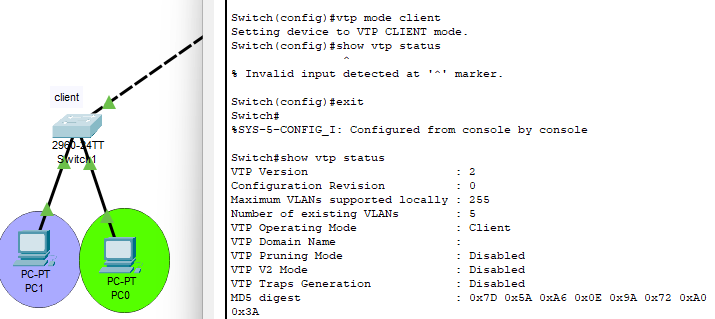 client
2960-24TT
Switch1
PC-PT
PC1
PC-PT
PC0
Switch(config)#vtp mode client
Setting device to VTP CLIENT mode.
Switch(config)#show vtp status
^
% Invalid input detected at '^' marker.
Switch(config)#exit
Switch#
%SYS-5-CONFIG_I: Configured from console by console
Switch#show vtp status
VTP Version : 2
Configuration Revision : 0
Maximum VLANs supported locally : 255
Number of existing VLANs : 5
VTP Operating Mode : Client
VTP Domain Name :
VTP Pruning Mode : Disabled
VTP V2 Mode : Disabled
VTP Traps Generation : Disabled
MD5 digest : 0x7D 0x5A 0xA6 0x0E 0x9A 0x72 0xA0
0x3A